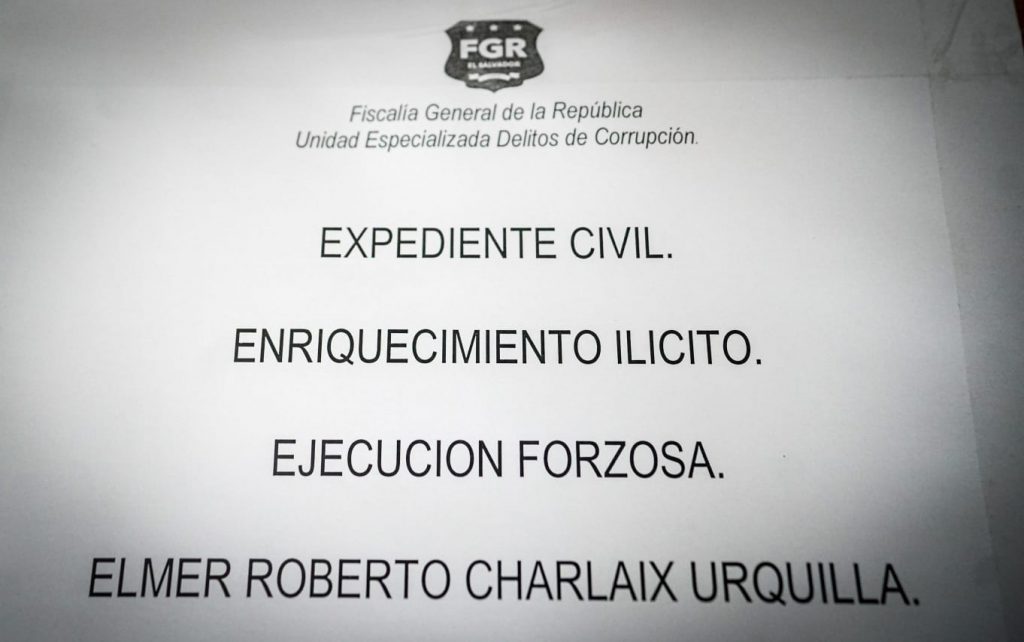 FGR
EL SALVADOR
Fiscalía General de la República
Unidad Especializada Delitos de Corrupción.
EXPEDIENTE CIVIL.
ENRIQUECIMIENTO ILICITO.
EJECUCION FORZOSA.
ELMER ROBERTO CHARLAIX URQUILLA.